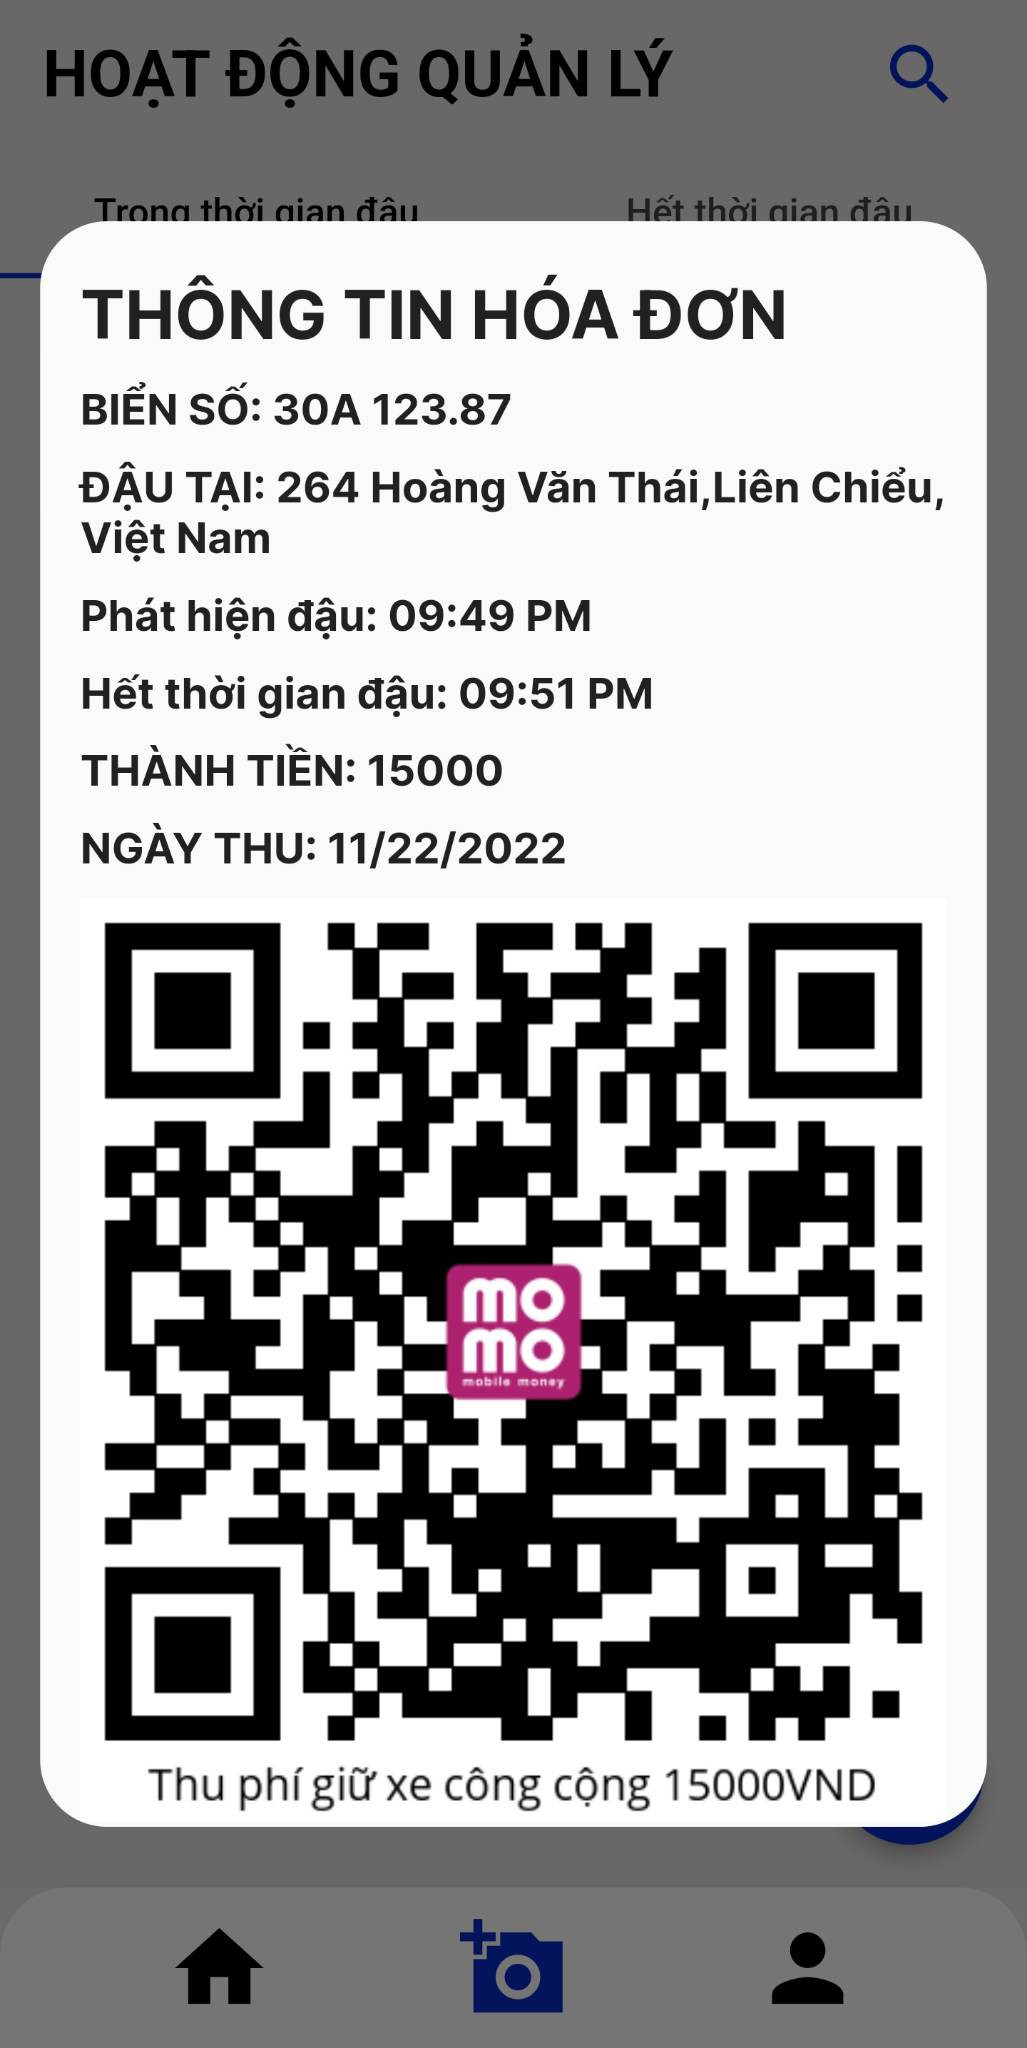 HOẠT ĐỘNG QUẢN LÝ
Trong thời gian đậu
Hết thời gian đậu
THÔNG TIN HÓA ĐƠN
BIỂN SỐ: 30A 123.87
ĐẬU TẠI: 264 Hoàng Văn Thái,Liên Chiểu,
Việt Nam
Phát hiện đậu: 09:49 PM
Hết thời gian đậu: 09:51 PM
THÀNH TIỀN: 15000
NGÀY THU: 11/22/2022
mo
mo
mobile money
Thu phí giữ xe công cộng 15000VND